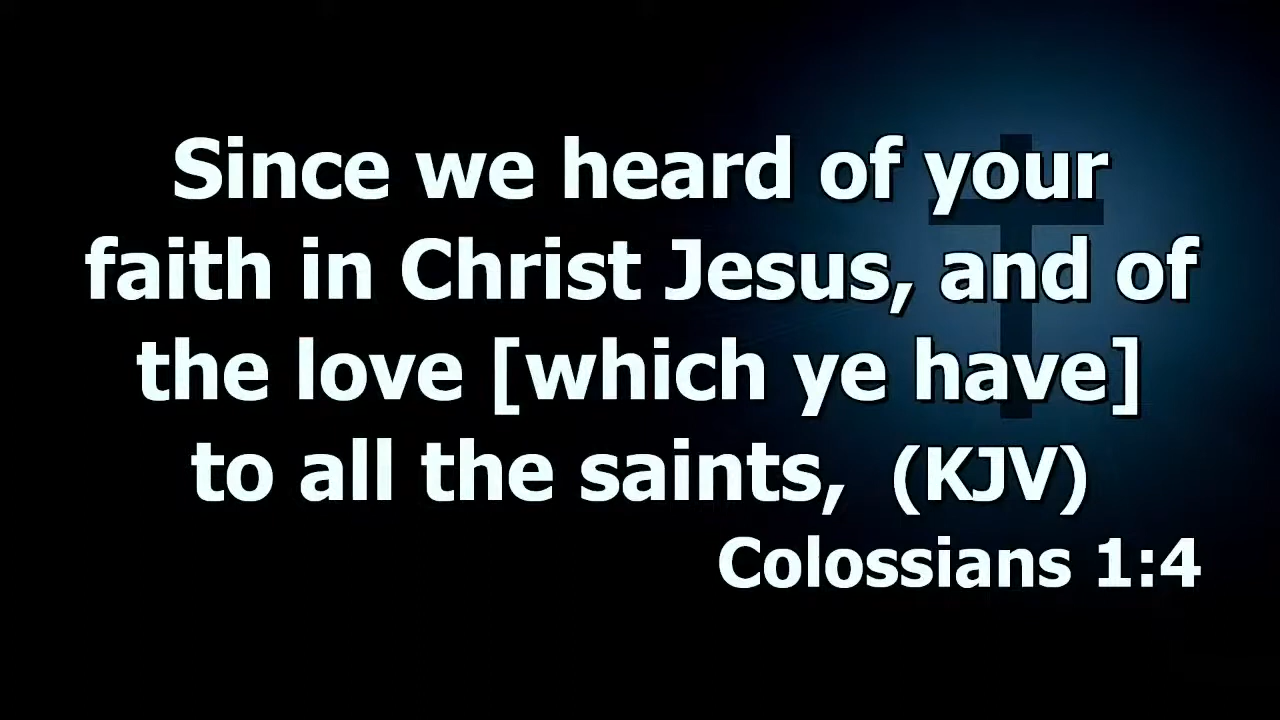 Since we heard of your
faith in Christ Jesus, and of
the love [which ye have]
to all the saints,  (KJV)
Colossians 1:4